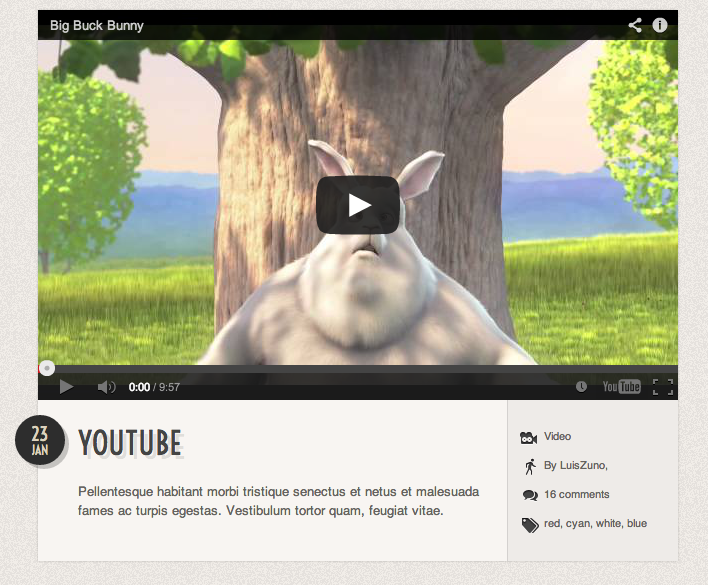 Big Buck Bunny
0:00 / 9:57
YouTube
23
JAN
YOUTUBE
Pellentesque habitant morbi tristique senectus et netus et malesuada
fames ac turpis egestas. Vestibulum tortor quam, feugiat vitae.
Video
By LuisZuno,
16 comments
red, cyan, white, blue